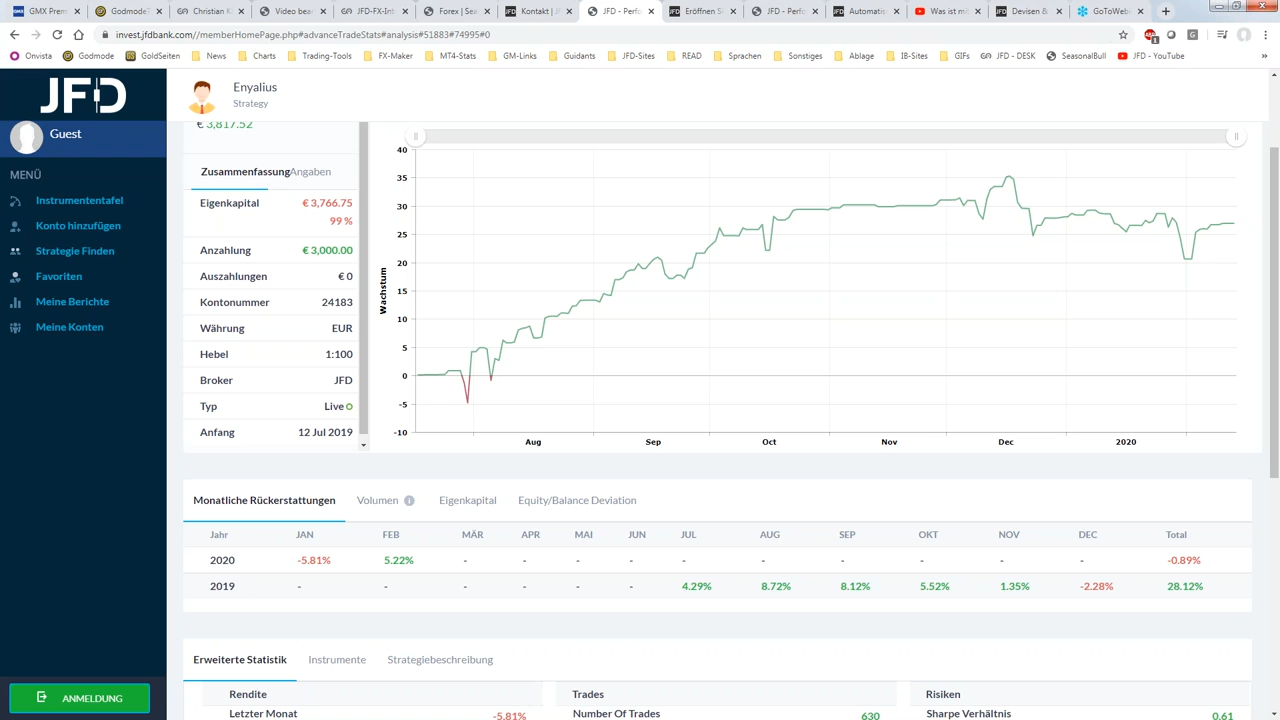 GMX Prem
GodmodeT
Christian K
Video bear
JFD-FX-Int
Forex | Se
Kontakt | J
JFD - Perfo
Eröffnen S
JFD - Perfo
Automatic
Was ist mi
Devisen &
GoToWeb
invest.jfdbank.com//memberHomePage.php#advanceTradeStats#analysis#51883#74995#0
Onvista
Godmode
GoldSeiten
News
Charts
Trading-Tools
FX-Maker
MT4-Stats
GM-Links
Guidants
JFD-Sites
READ
Sprachen
Sonstiges
Ablage
IB-Sites
GIFs
JFD - DESK
SeasonalBull
JFD - YouTube
JFD
Guest
MENÜ
Instrumententafel
Konto hinzufügen
Strategie Finden
Favoriten
Meine Berichte
Meine Konten
ANMELDUNG
Enyalius
Strategy
€ 3,817.52
Zusammenfassung Angaben
Eigenkapital € 3,766.75
99 %
Anzahlung € 3,000.00
Auszahlungen € 0
Kontonummer 24183
Währung EUR
Hebel 1:100
Broker JFD
Typ Live
Anfang 12 Jul 2019
Wachstum
40
35
30
25
20
15
10
5
0
-5
-10
Aug Sep Oct Nov Dec 2020
Monatliche Rückerstattungen Volumen Eigenkapital Equity/Balance Deviation
Jahr JAN FEB MÄR APR MAI JUN JUL AUG SEP OKT NOV DEC Total
2020 -5.81% 5.22% - - - - - - - - - - -0.89%
2019 - - - - - - 4.29% 8.72% 8.12% 5.52% 1.35% -2.28% 28.12%
Erweiterte Statistik Instrumente Strategiebeschreibung
Rendite Trades Risiken
Letzter Monat -5.81% Number Of Trades 630 Sharpe Verhältnis 0.61